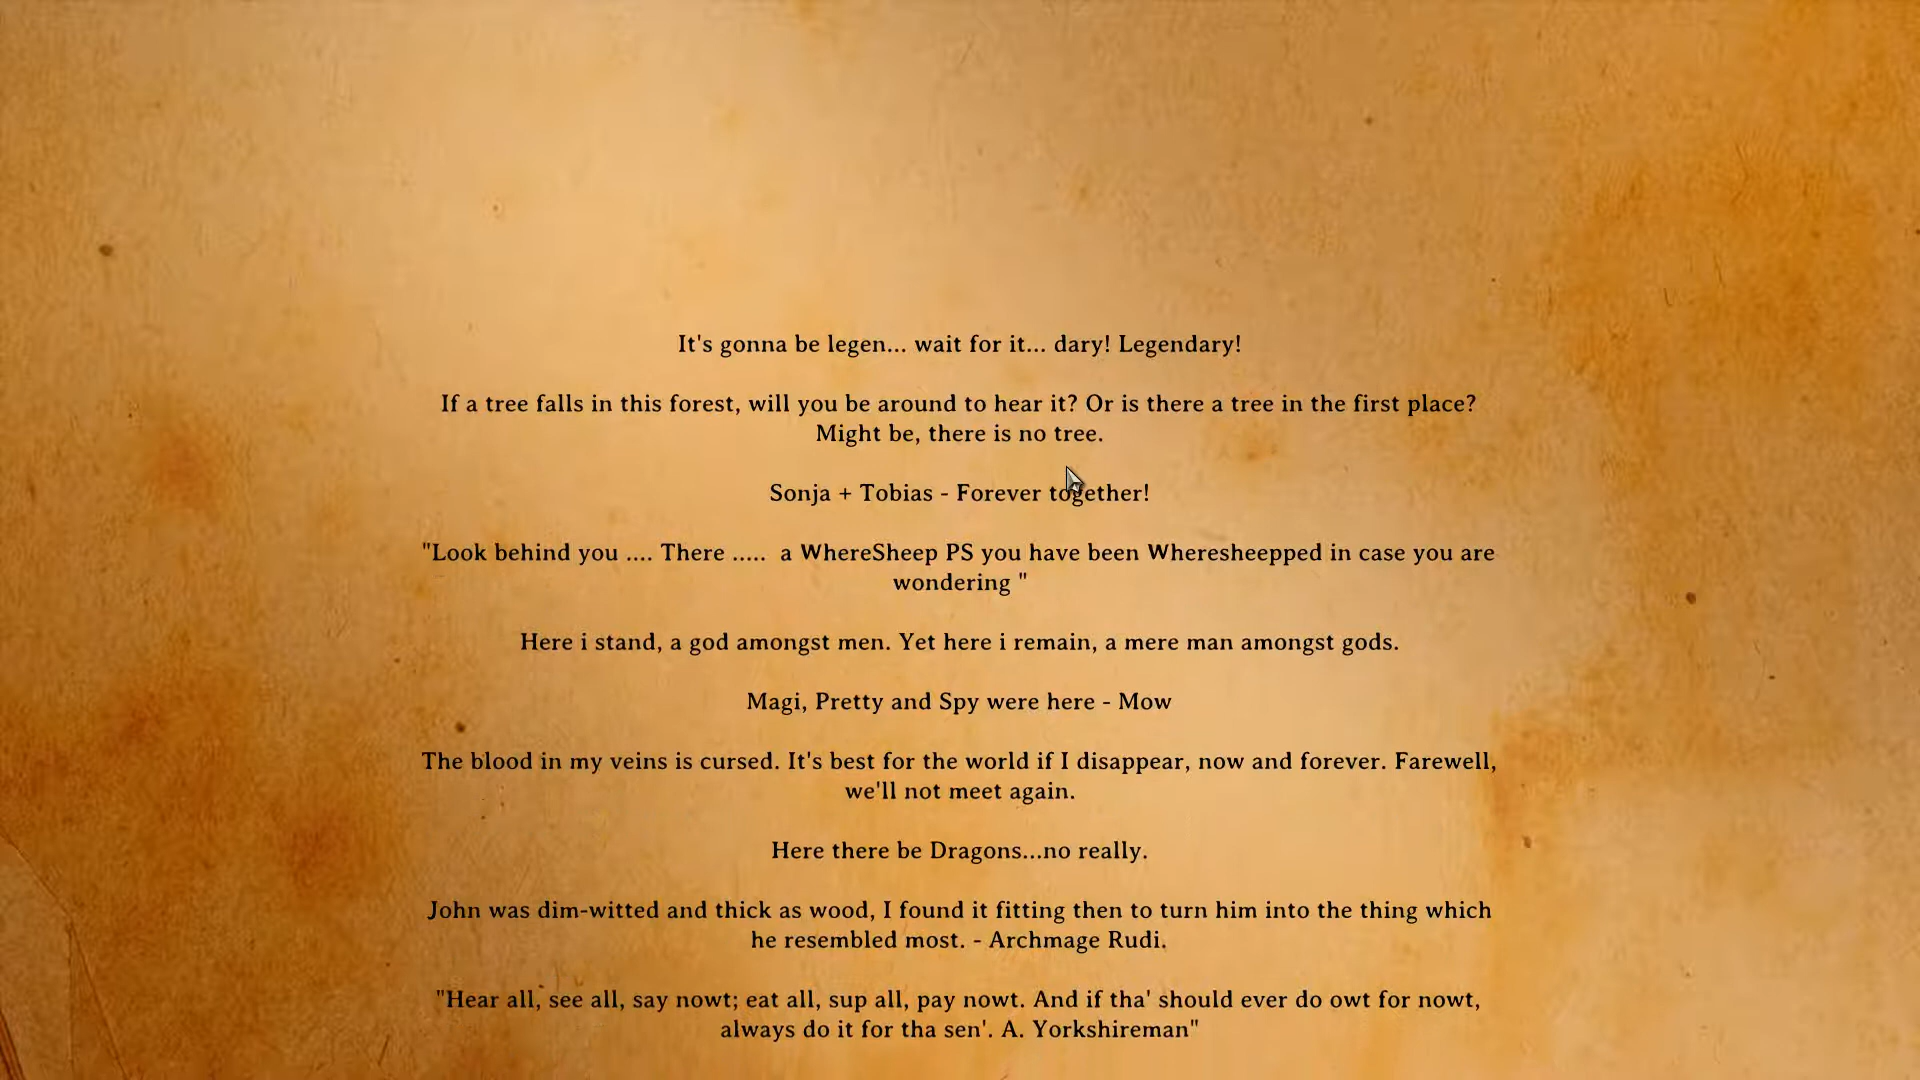 It's gonna be legen... wait for it... dary! Legendary!
If a tree falls in this forest, will you be around to hear it? Or is there a tree in the first place?
Might be, there is no tree.
Sonja + Tobias - Forever together!
"Look behind you .... There .....  a WhereSheep PS you have been Wheresheepped in case you are
wondering "
Here i stand, a god amongst men. Yet here i remain, a mere man amongst gods.
Magi, Pretty and Spy were here - Mow
The blood in my veins is cursed. It's best for the world if I disappear, now and forever. Farewell,
we'll not meet again.
Here there be Dragons...no really.
John was dim-witted and thick as wood, I found it fitting then to turn him into the thing which
he resembled most. - Archmage Rudi.
"Hear all, see all, say nowt; eat all, sup all, pay nowt. And if tha' should ever do owt for nowt,
always do it for tha sen'. A. Yorkshireman"